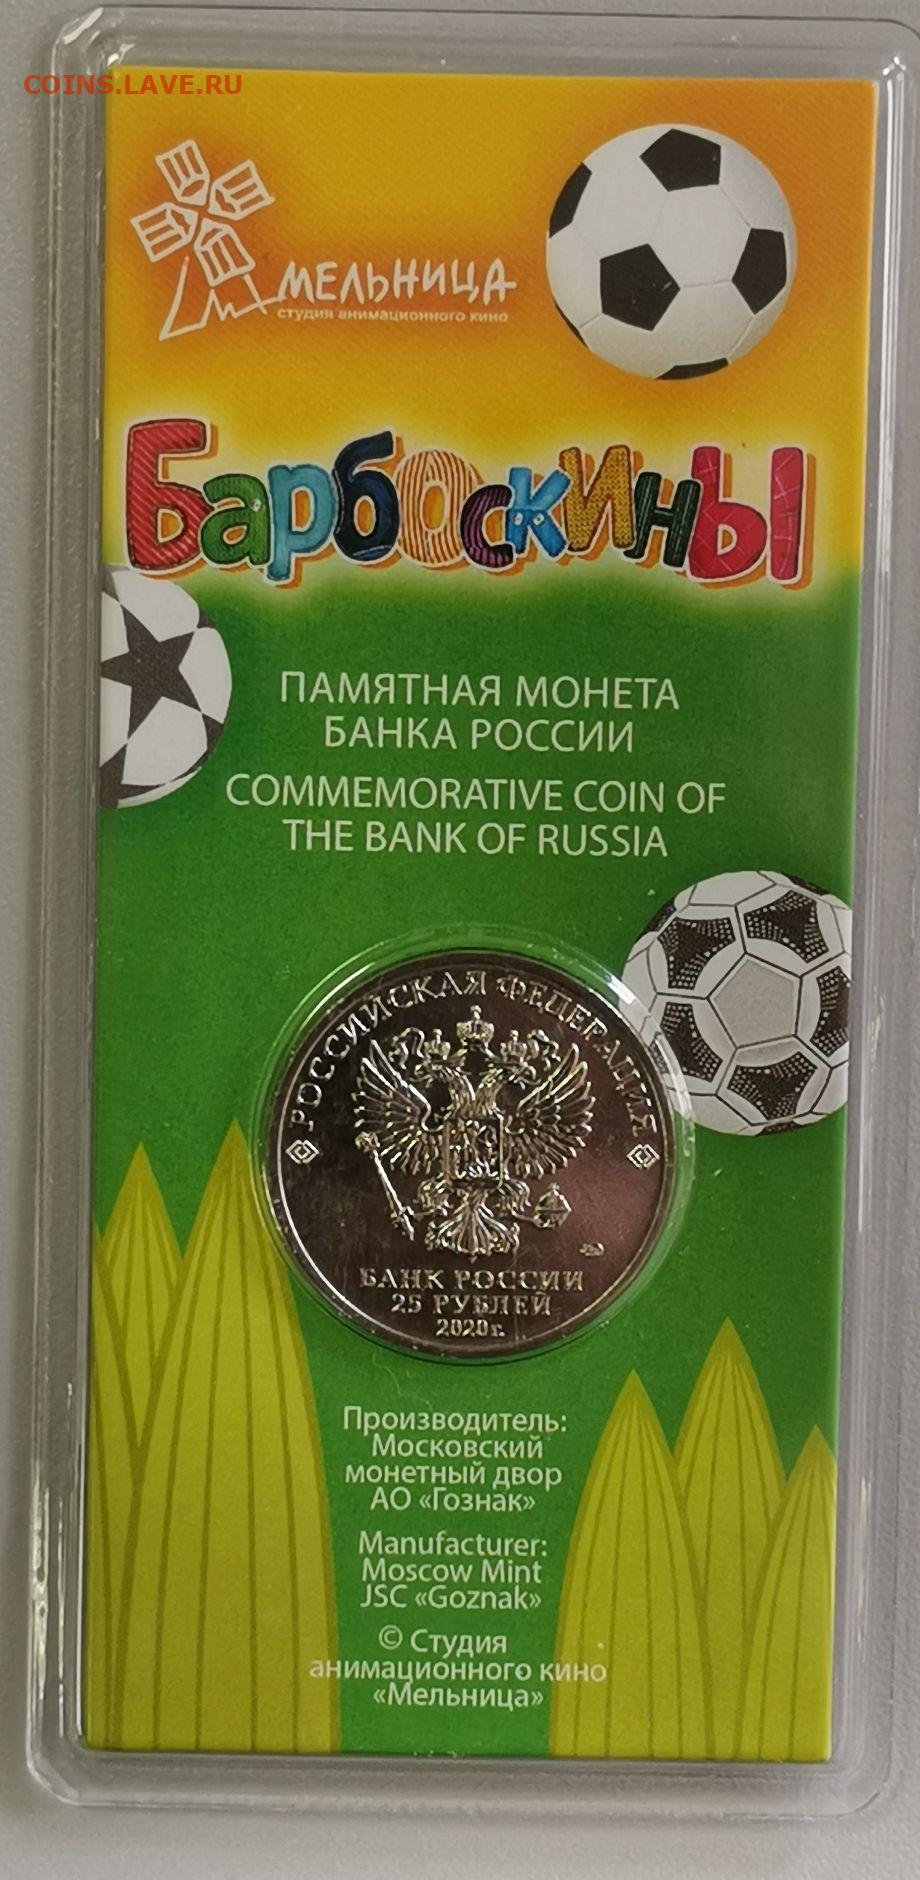 COINS.LAVE.RU
МЕЛЬНИЦА
студия анимационного кино
Барбоскины
ПАМЯТНАЯ МОНЕТА
БАНКА РОССИИ
COMMEMORATIVE COIN OF
THE BANK OF RUSSIA
РОССИЙСКАЯ ФЕДЕРАЦИЯ
БАНК РОССИИ
25 РУБЛЕЙ
2020 г.
Производитель:
Московский
монетный двор
АО «Гознак»
Manufacturer:
Moscow Mint
JSC «Goznak»
© Студия
анимационного кино
«Мельница»